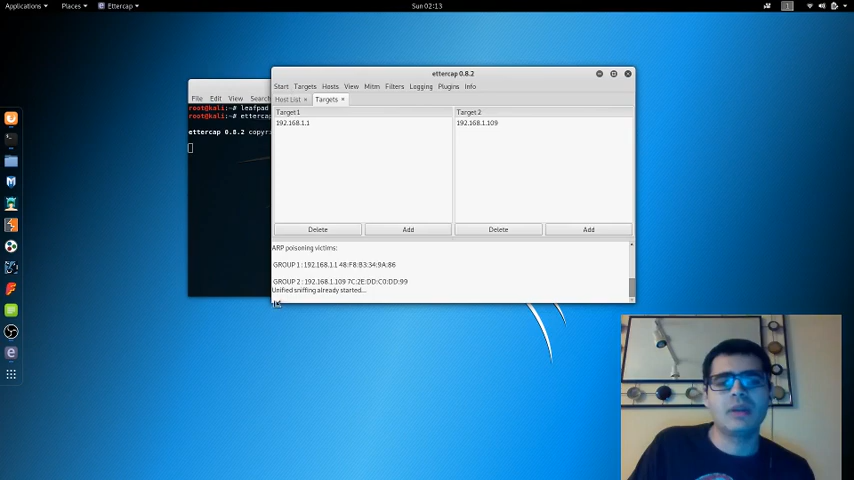 Applications Places Ettercap Sun 02:13 1
ettercap 0.8.2
File Edit View Search
Start Targets Hosts View Mitm Filters Logging Plugins Info
Host List × Targets ×
root@kali:~# leafpad
root@kali:~# etterca
ettercap 0.8.2 copyr
Target 1 Target 2
192.168.1.1 192.168.1.109
Delete Add Delete Add
ARP poisoning victims:
GROUP 1 : 192.168.1.1 48:F8:B3:34:9A:86
GROUP 2 : 192.168.1.109 7C:2E:DD:C0:DD:99
Unified sniffing already started...